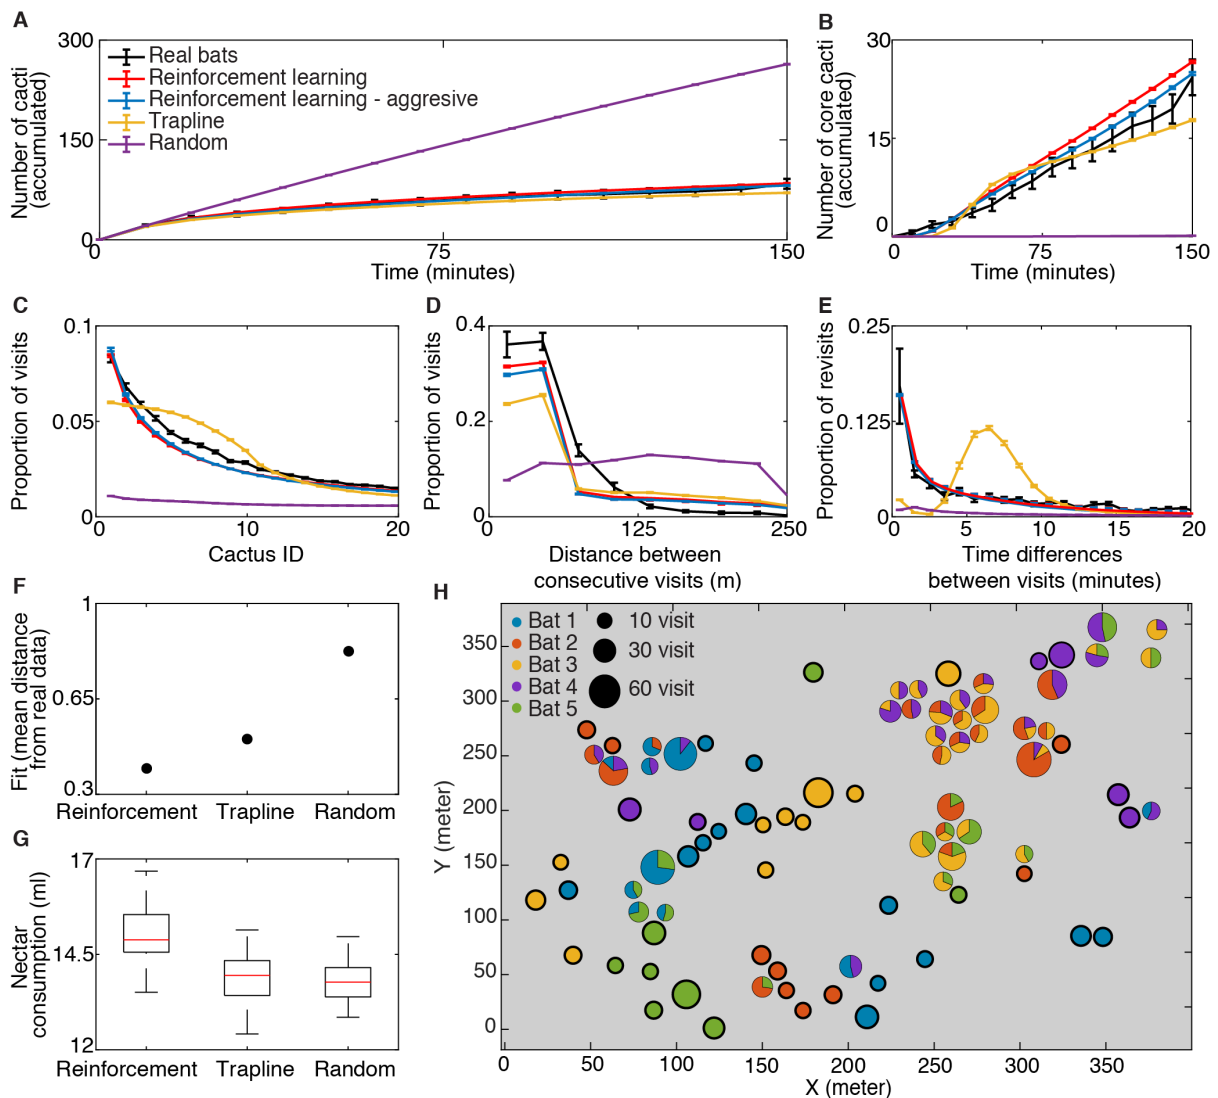 A
Number of cacti
(accumulated)
300
150
0
Real bats
Reinforcement learning
Reinforcement learning - aggresive
Trapline
Random
0
75
150
Time (minutes)
B
Number of core cacti
(accumulated)
30
15
0
0
75
150
Time (minutes)
C
Proportion of visits
0.1
0.05
0
0
10
20
Cactus ID
D
Proportion of visits
0.4
0.2
0
0
125
250
Distance between
consecutive visits (m)
E
Proportion of revisits
0.25
0.125
0
0
5
10
15
20
Time differences
between visits (minutes)
F
Fit (mean distance
from real data)
1
0.65
0.3
Reinforcement
Trapline
Random
G
Nectar
consumption (ml)
17
14.5
12
Reinforcement
Trapline
Random
H
Y (meter)
350
300
250
200
150
100
50
0
Bat 1
Bat 2
Bat 3
Bat 4
Bat 5
10 visit
30 visit
60 visit
0
50
100
150
200
250
300
350
X (meter)